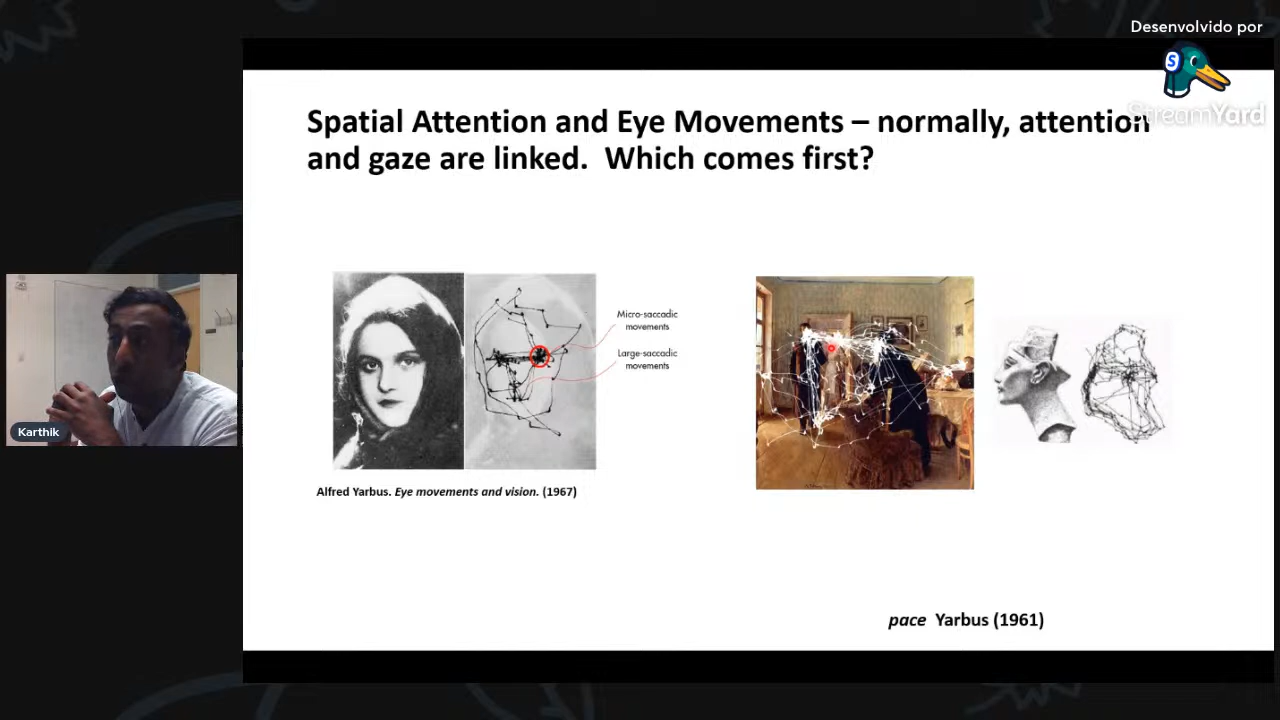 Desenvolvido por
S
StreamYard
Spatial Attention and Eye Movements – normally, attention
and gaze are linked.  Which comes first?
Micro-saccadic
movements
Large-saccadic
movements
Karthik
Alfred Yarbus. Eye movements and vision. (1967)
pace  Yarbus (1961)